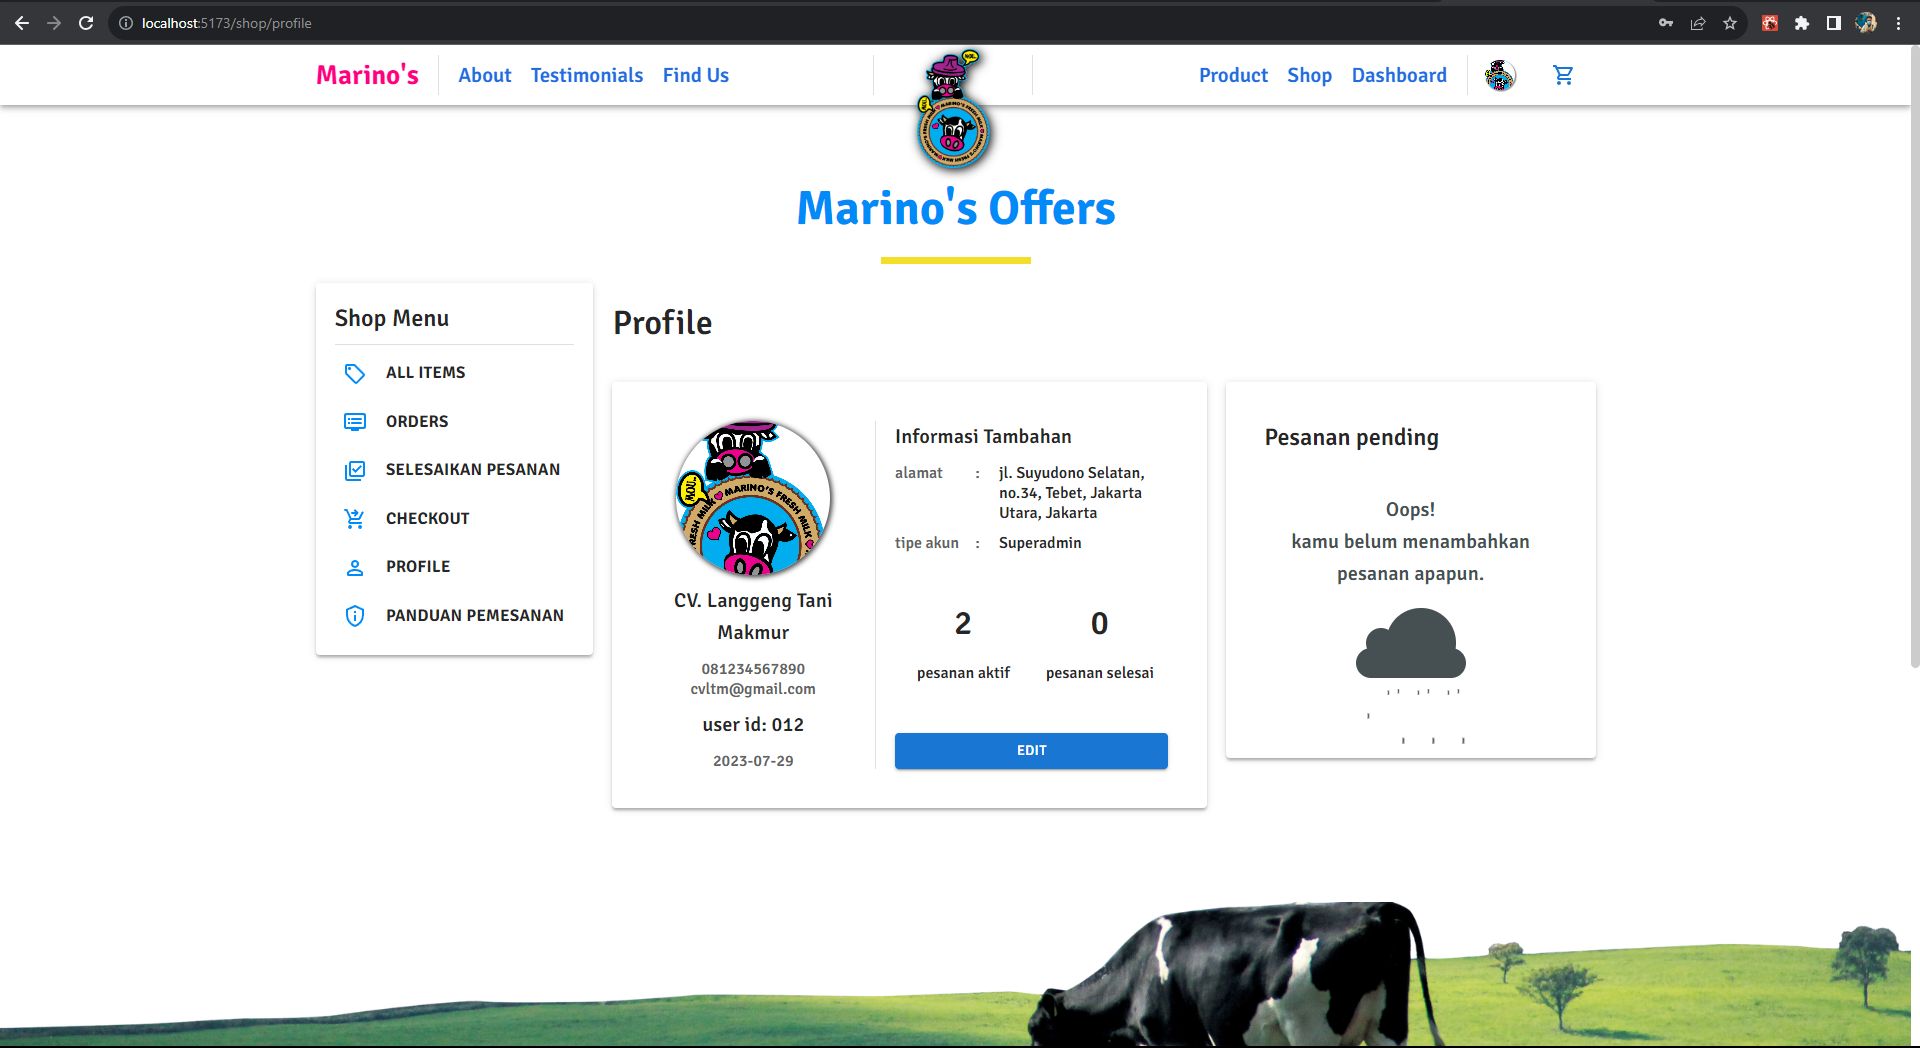 localhost:5173/shop/profile
Marino's
About
Testimonials
Find Us
Product
Shop
Dashboard
Marino's Offers
Shop Menu
ALL ITEMS
ORDERS
SELESAIKAN PESANAN
CHECKOUT
PROFILE
PANDUAN PEMESANAN
Profile
MOU..
MARINO'S FRESH MILK
FRESH MILK
CV. Langgeng Tani
Makmur
081234567890
cvltm@gmail.com
user id: 012
2023-07-29
Informasi Tambahan
alamat : jl. Suyudono Selatan,
no.34, Tebet, Jakarta
Utara, Jakarta
tipe akun : Superadmin
2
pesanan aktif
0
pesanan selesai
EDIT
Pesanan pending
Oops!
kamu belum menambahkan
pesanan apapun.